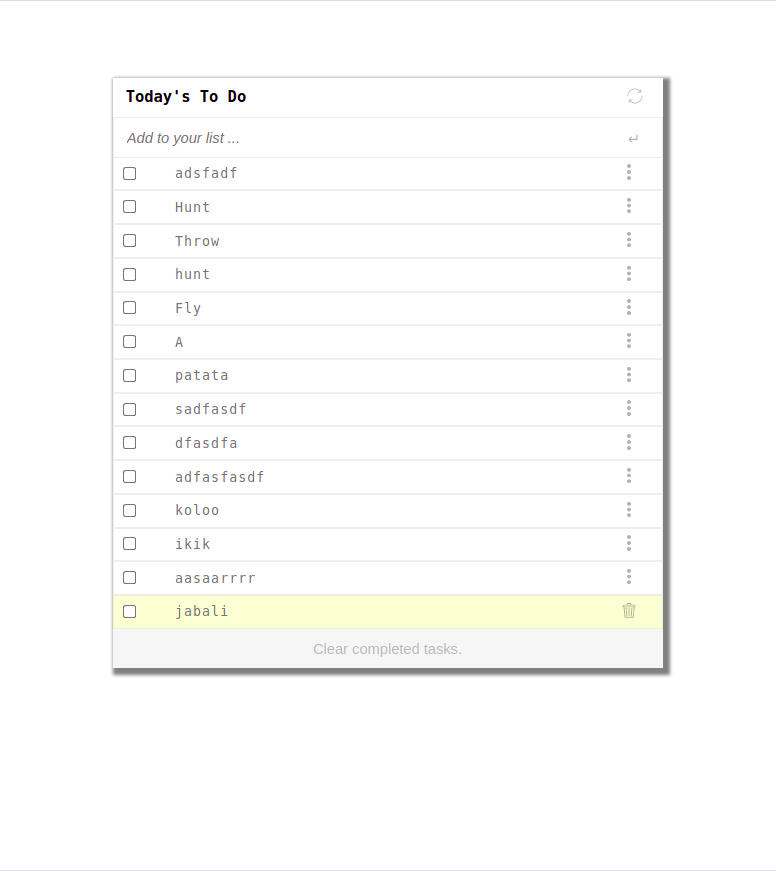 Today's To Do
Add to your list ...
adsfadf
Hunt
Throw
hunt
Fly
A
patata
sadfasdf
dfasdfa
adfasfasdf
koloo
ikik
aasaarrrr
jabali
Clear completed tasks.